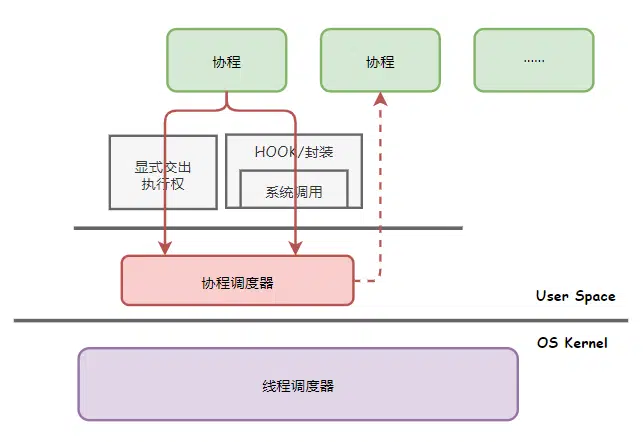 协程
协程
······
显式交出
执行权
HOOK/封装
系统调用
协程调度器
User Space
OS Kernel
线程调度器